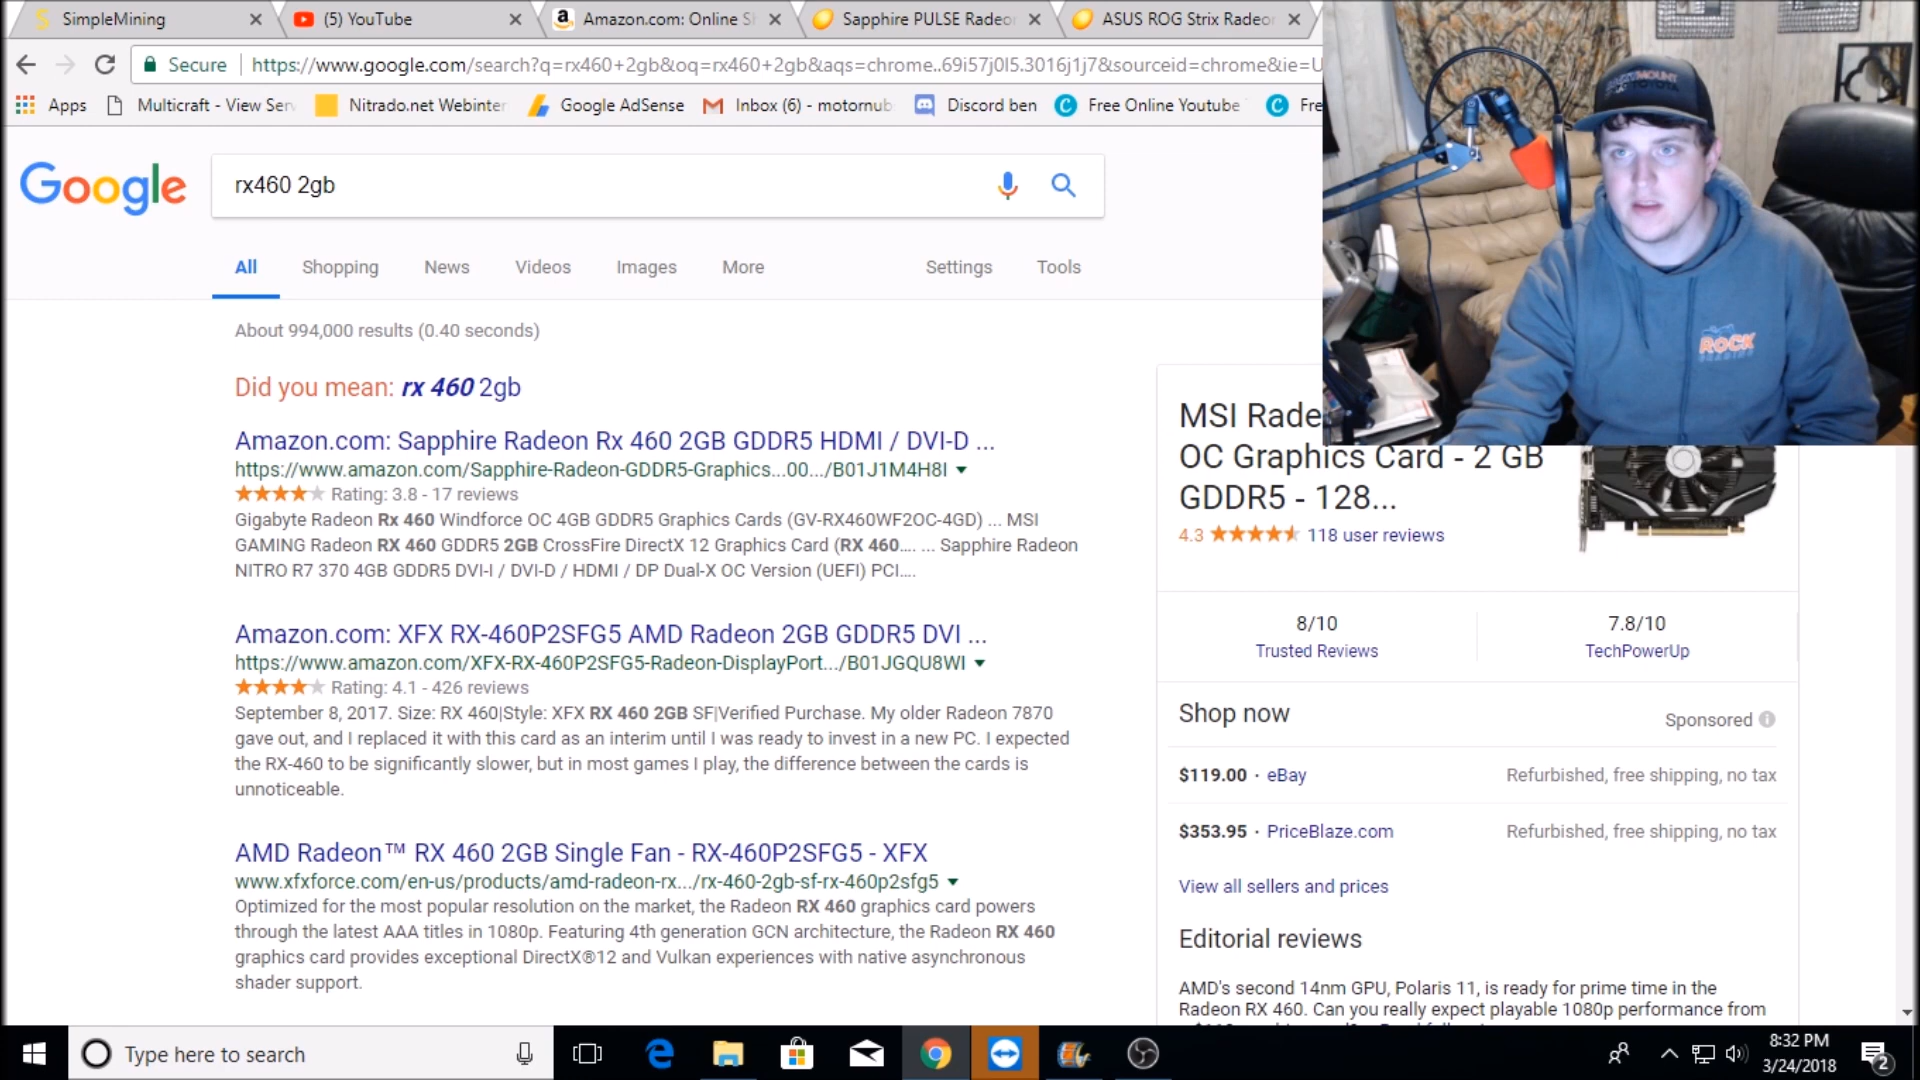 SimpleMining
(5) YouTube
Amazon.com: Online S
Sapphire PULSE Radeo
ASUS ROG Strix Radeo
Secure
https://www.google.com/search?q=rx460+2gb&oq=rx460+2gb&aqs=chrome..69i57j0l5.3016j1j7&sourceid=chrome&ie=U
Apps
Multicraft - View Ser
Nitrado.net Webinter
Google AdSense
Inbox (6) - motornub
Discord ben
Free Online Youtube
Fre
Google
rx460 2gb
All
Shopping
News
Videos
Images
More
Settings
Tools
About 994,000 results (0.40 seconds)
Did you mean: rx 460 2gb
Amazon.com: Sapphire Radeon Rx 460 2GB GDDR5 HDMI / DVI-D ...
https://www.amazon.com/Sapphire-Radeon-GDDR5-Graphics...00.../B01J1M4H8I
Rating: 3.8 - 17 reviews
Gigabyte Radeon Rx 460 Windforce OC 4GB GDDR5 Graphics Cards (GV-RX460WF2OC-4GD) ... MSI
GAMING Radeon RX 460 GDDR5 2GB CrossFire DirectX 12 Graphics Card (RX 460.... ... Sapphire Radeon
NITRO R7 370 4GB GDDR5 DVI-I / DVI-D / HDMI / DP Dual-X OC Version (UEFI) PCI....
Amazon.com: XFX RX-460P2SFG5 AMD Radeon 2GB GDDR5 DVI ...
https://www.amazon.com/XFX-RX-460P2SFG5-Radeon-DisplayPort.../B01JGQU8WI
Rating: 4.1 - 426 reviews
September 8, 2017. Size: RX 460|Style: XFX RX 460 2GB SF|Verified Purchase. My older Radeon 7870
gave out, and I replaced it with this card as an interim until I was ready to invest in a new PC. I expected
the RX-460 to be significantly slower, but in most games I play, the difference between the cards is
unnoticeable.
AMD Radeon™ RX 460 2GB Single Fan - RX-460P2SFG5 - XFX
www.xfxforce.com/en-us/products/amd-radeon-rx.../rx-460-2gb-sf-rx-460p2sfg5
Optimized for the most popular resolution on the market, the Radeon RX 460 graphics card powers
through the latest AAA titles in 1080p. Featuring 4th generation GCN architecture, the Radeon RX 460
graphics card provides exceptional DirectX®12 and Vulkan experiences with native asynchronous
shader support.
MSI Rade
OC Graphics Card - 2 GB
GDDR5 - 128...
4.3
118 user reviews
8/10
Trusted Reviews
7.8/10
TechPowerUp
Shop now
Sponsored
$119.00 · eBay
Refurbished, free shipping, no tax
$353.95 · PriceBlaze.com
Refurbished, free shipping, no tax
View all sellers and prices
Editorial reviews
AMD's second 14nm GPU, Polaris 11, is ready for prime time in the
Radeon RX 460. Can you really expect playable 1080p performance from
ROCK
Type here to search
8:32 PM
3/24/2018
2